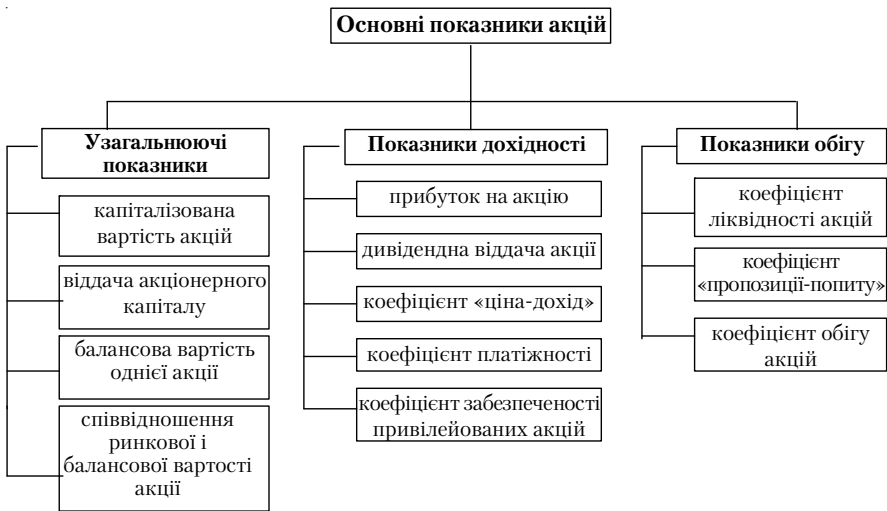 Основні показники акцій
Узагальнюючі
показники
капіталізована
вартість акцій
віддача акціонерного
капіталу
балансова вартість
однієї акції
співвідношення
ринкової і
балансової вартості
акції
Показники дохідності
прибуток на акцію
дивідендна віддача акції
коефіцієнт «ціна-дохід»
коефіцієнт платіжності
коефіцієнт забезпеченості
привілейованих акцій
Показники обігу
коефіцієнт
ліквідності акцій
коефіцієнт
«пропозиції-попиту»
коефіцієнт обігу
акцій